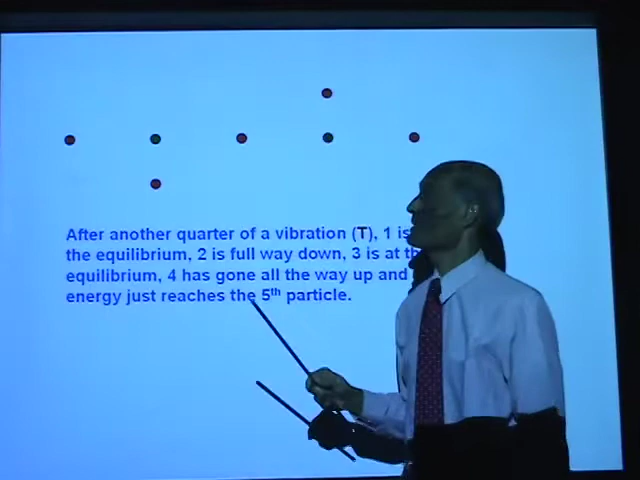 After another quarter of a vibration (T), 1 is
the equilibrium, 2 is full way down, 3 is at th
equilibrium, 4 has gone all the way up and
energy just reaches the 5th particle.